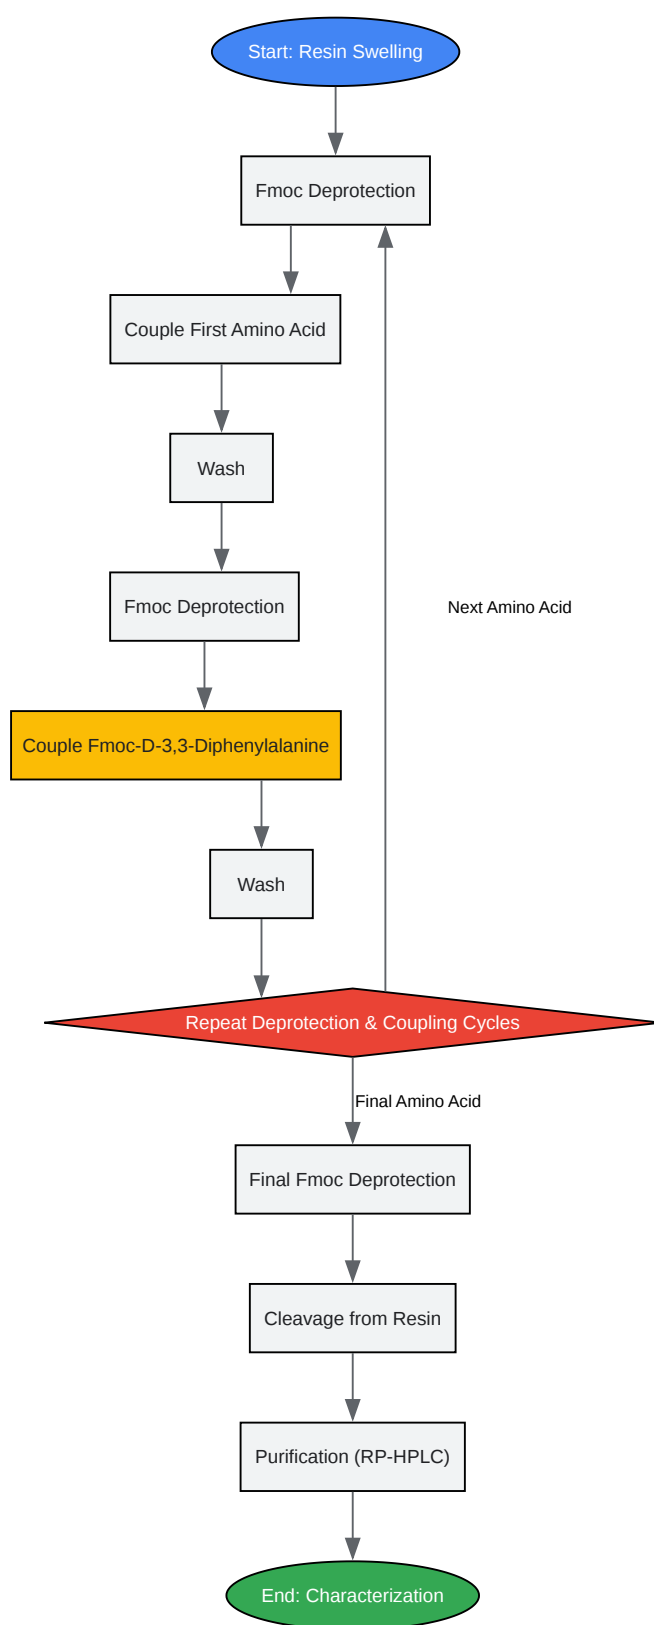 Start: Resin Swelling
Fmoc Deprotection
Couple First Amino Acid
Wash
Fmoc Deprotection
Next Amino Acid
Couple Fmoc-D-3,3-Diphenylalanine
Wash
Repeat Deprotection & Coupling Cycles
Final Amino Acid
Final Fmoc Deprotection
Cleavage from Resin
Purification (RP-HPLC)
End: Characterization